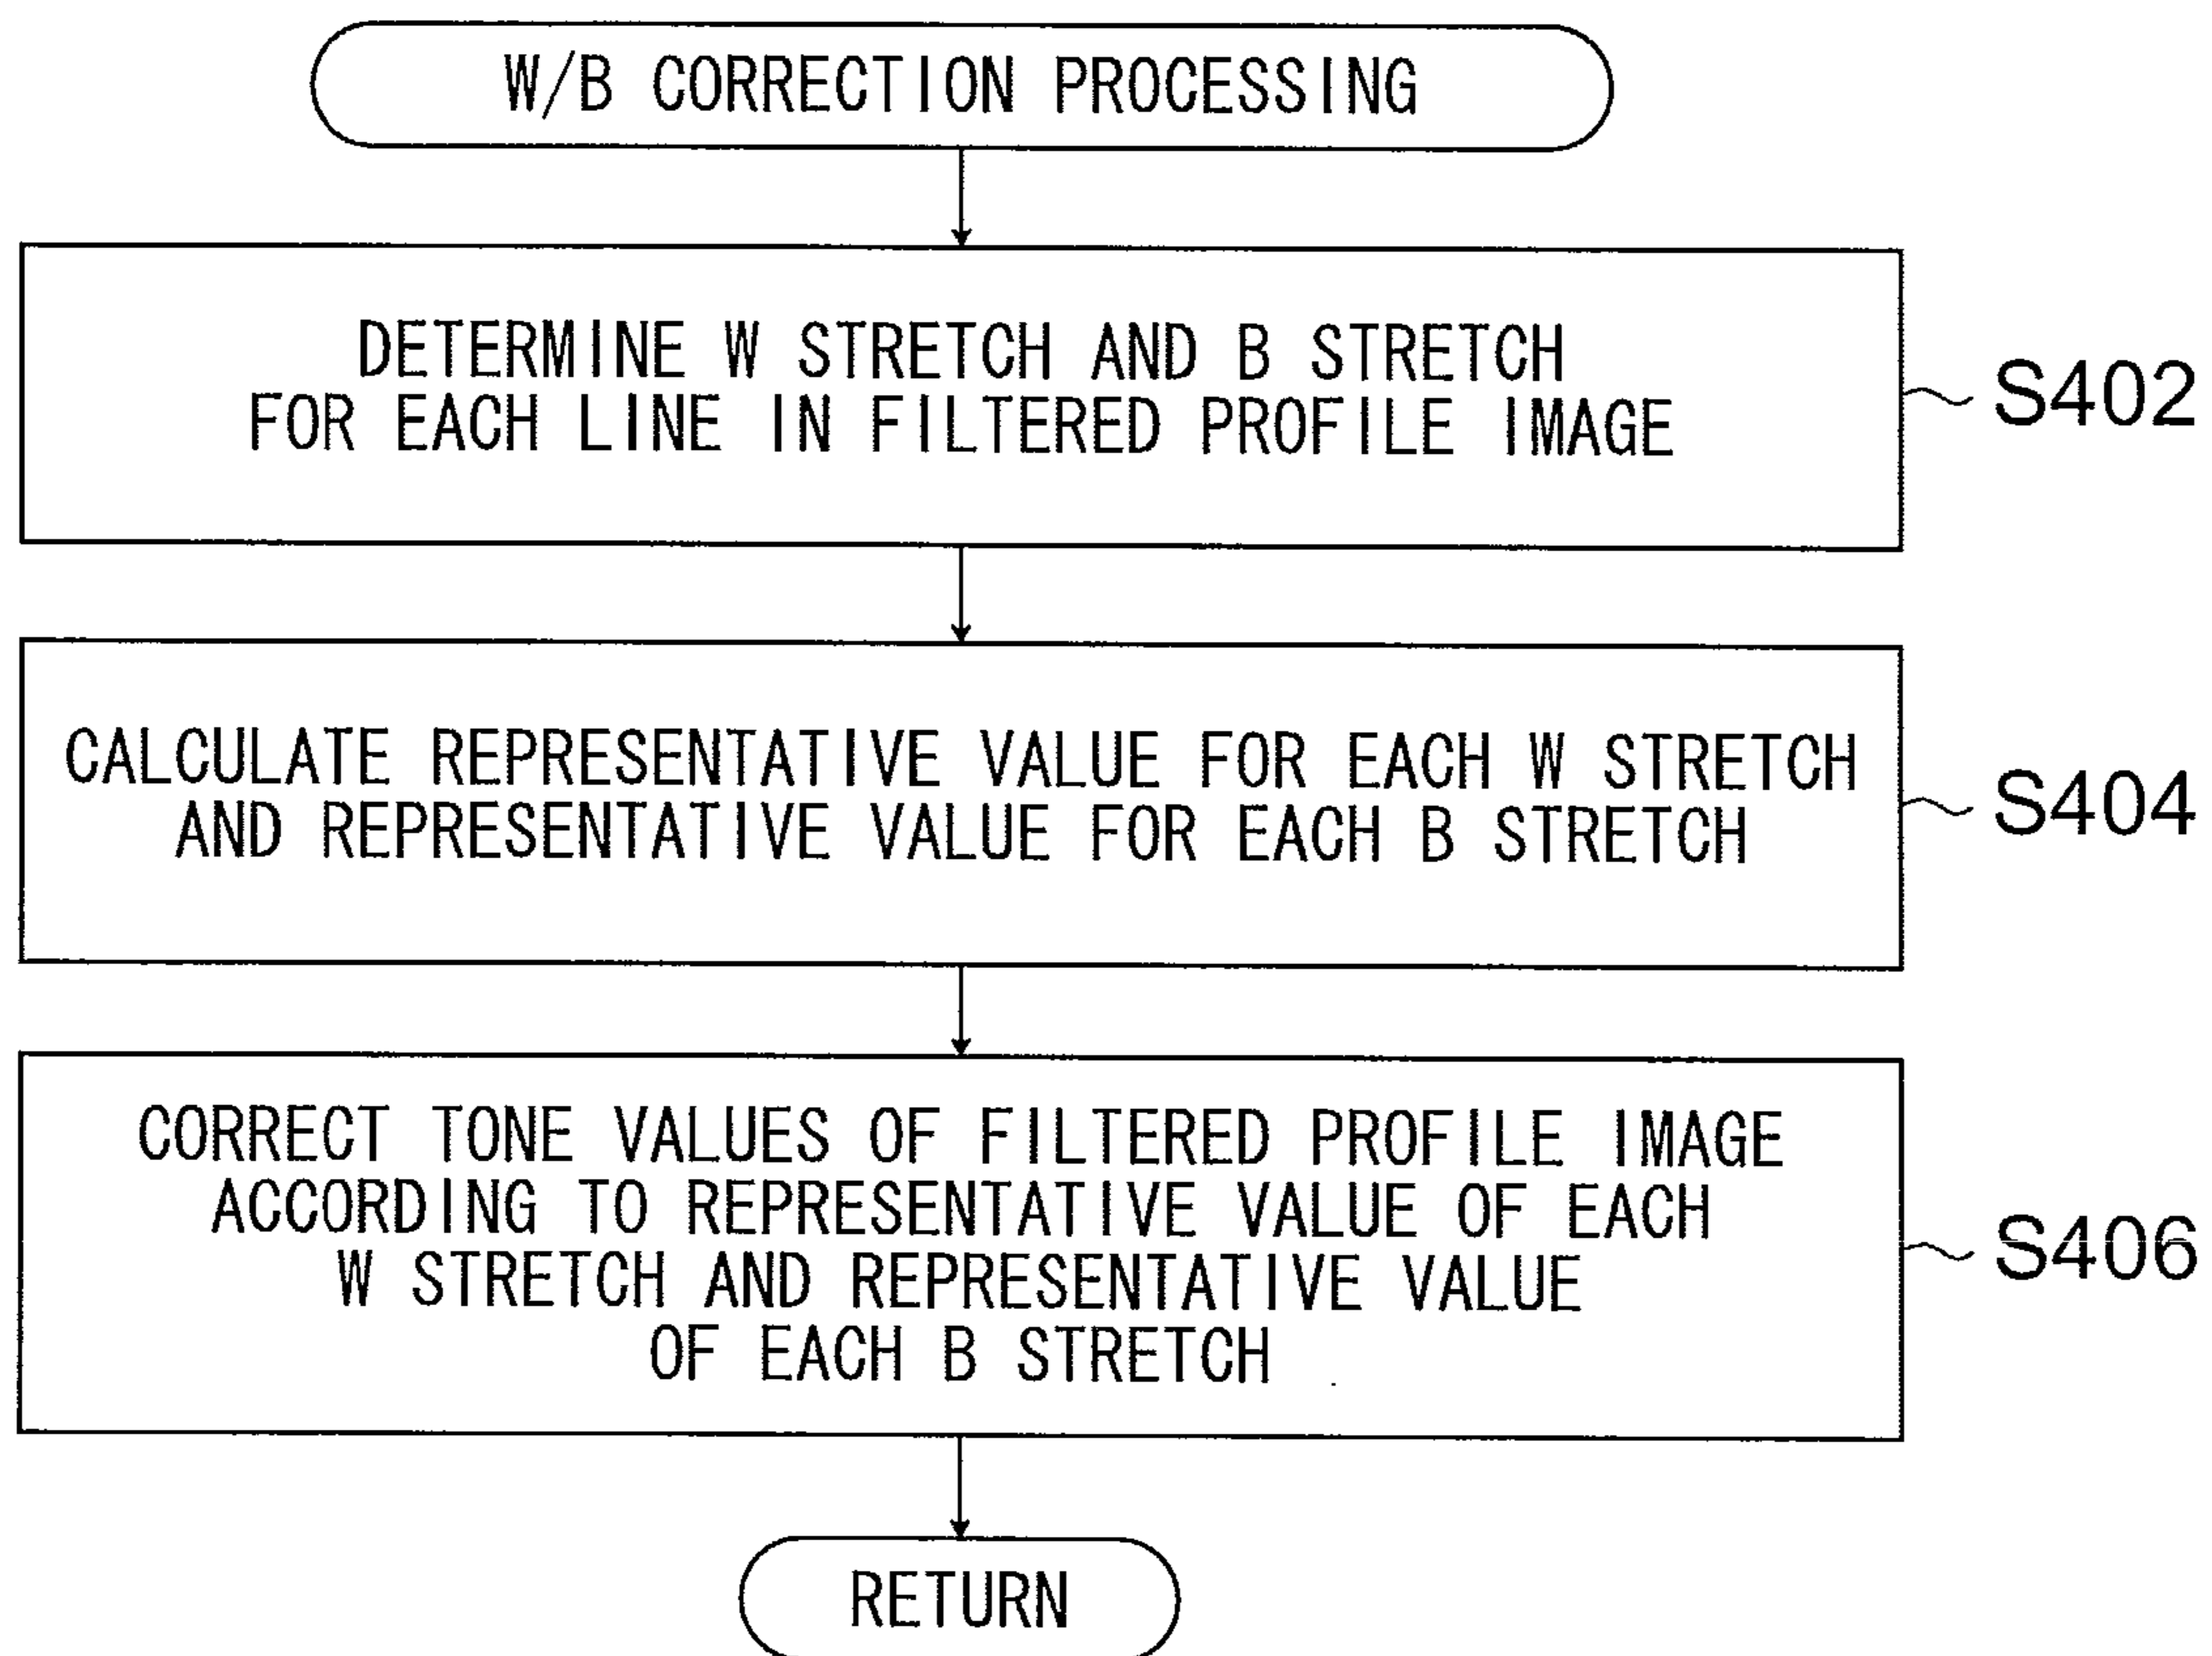 W/B CORRECTION PROCESSING
DETERMINE W STRETCH AND B STRETCH
FOR EACH LINE IN FILTERED PROFILE IMAGE
S402
CALCULATE REPRESENTATIVE VALUE FOR EACH W STRETCH
AND REPRESENTATIVE VALUE FOR EACH B STRETCH
S404
CORRECT TONE VALUES OF FILTERED PROFILE IMAGE
ACCORDING TO REPRESENTATIVE VALUE OF EACH
W STRETCH AND REPRESENTATIVE VALUE
OF EACH B STRETCH
S406
RETURN